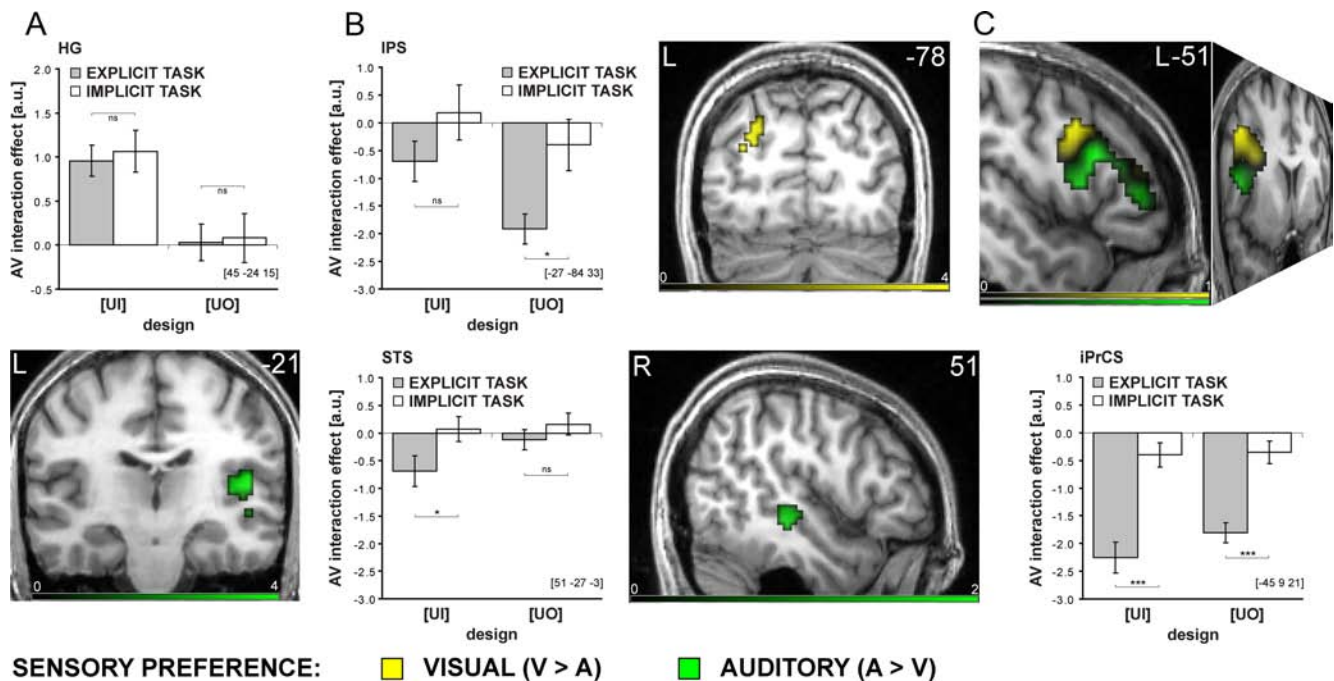 A
HG
EXPLICIT TASK
IMPLICIT TASK
AV interaction effect [a.u.]
2.0
1.5
1.0
0.5
0.0
-0.5
ns
ns
[45 -24 15]
[UI]
[UO]
design
L
-21
0
4
B
IPS
EXPLICIT TASK
IMPLICIT TASK
AV interaction effect [a.u.]
1.0
0.5
0.0
-0.5
-1.0
-1.5
-2.0
-2.5
-3.0
ns
*
[-27 -84 33]
[UI]
[UO]
design
L
-78
0
4
STS
EXPLICIT TASK
IMPLICIT TASK
AV interaction effect [a.u.]
1.0
0.5
0.0
-0.5
-1.0
-1.5
-2.0
-2.5
-3.0
*
ns
[51 -27 -3]
[UI]
[UO]
design
R
51
0
2
C
L-51
0
1
iPrCS
EXPLICIT TASK
IMPLICIT TASK
AV interaction effect [a.u.]
1.0
0.5
0.0
-0.5
-1.0
-1.5
-2.0
-2.5
-3.0
***
***
[-45 9 21]
[UI]
[UO]
design
SENSORY PREFERENCE: VISUAL (V > A) AUDITORY (A > V)